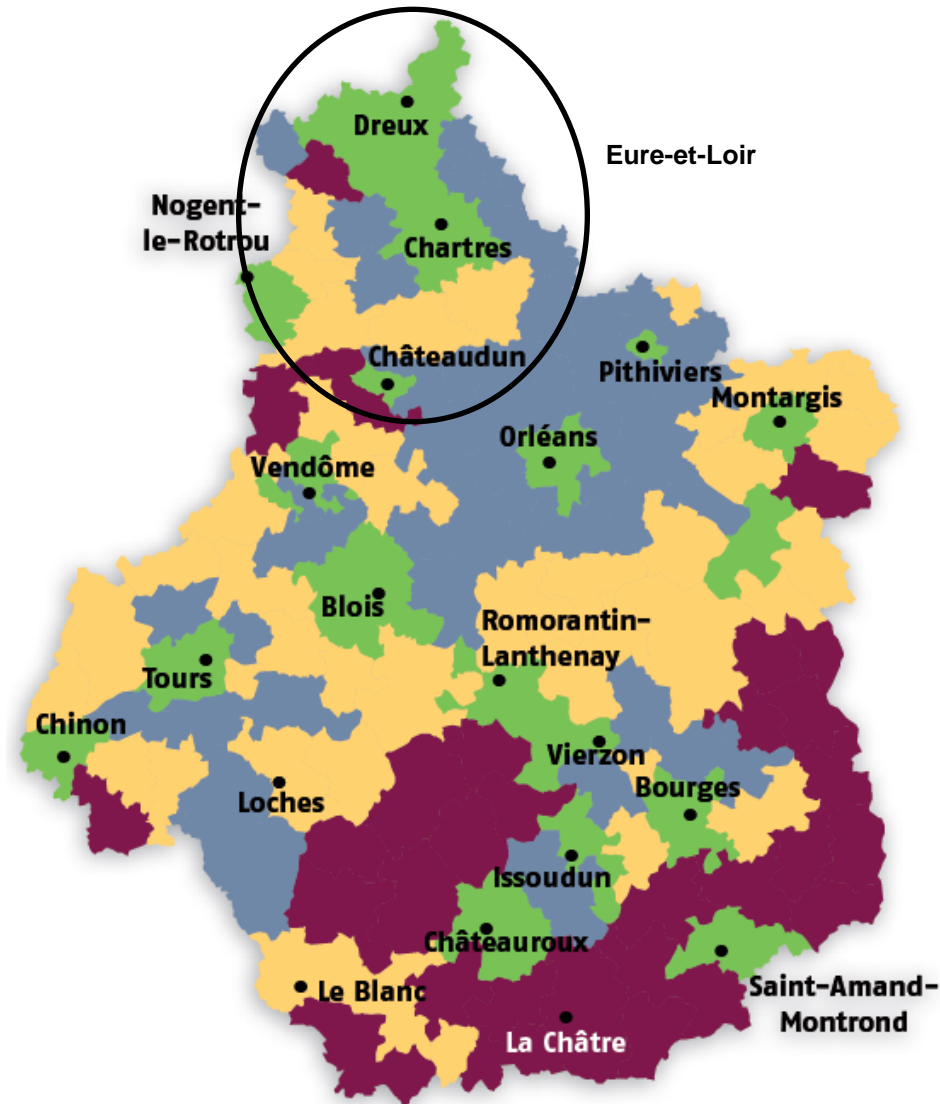 Dreux
Eure-et-Loir
Nogent-
le-Rotrou
Chartres
Châteaudun
Pithiviers
Montargis
Orléans
Vendôme
Blois
Romorantin-
Lanthenay
Tours
Chinon
Vierzon
Loches
Bourges
Issoudun
Châteauroux
Le Blanc
Saint-Amand-
Montrond
La Châtre